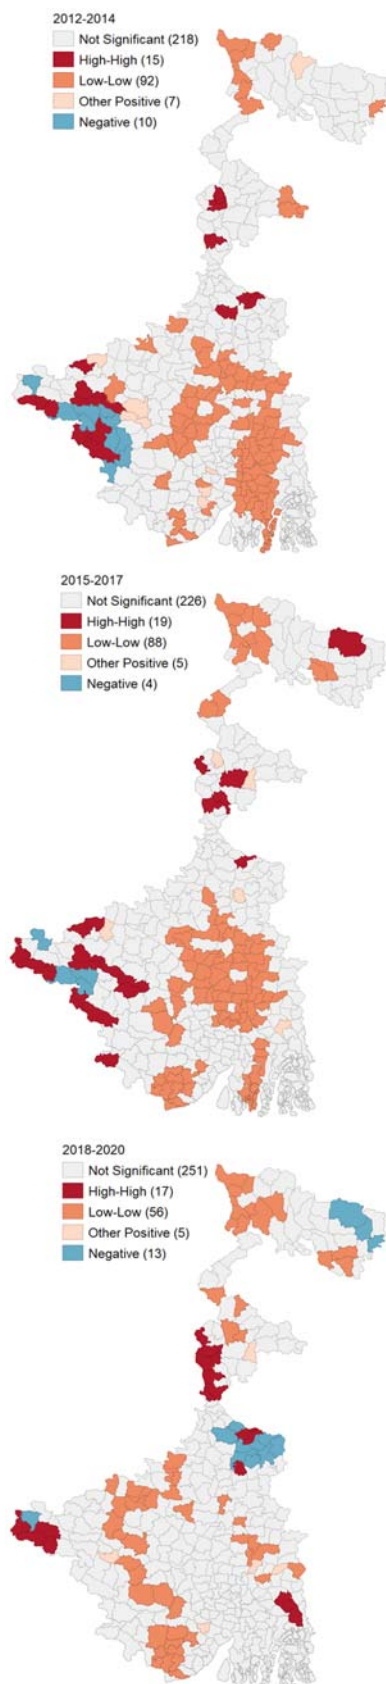 2012-2014
Not Significant (218)
High-High (15)
Low-Low (92)
Other Positive (7)
Negative (10)
2015-2017
Not Significant (226)
High-High (19)
Low-Low (88)
Other Positive (5)
Negative (4)
2018-2020
Not Significant (251)
High-High (17)
Low-Low (56)
Other Positive (5)
Negative (13)